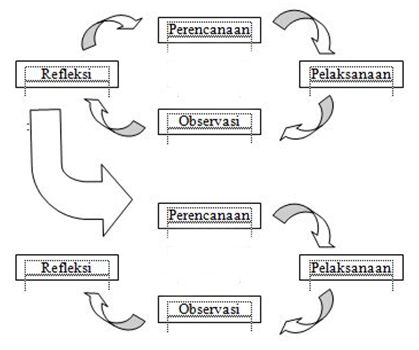 Perencanaan
Refleksi
Pelaksanaan
Observasi
Perencanaan
Refleksi
Pelaksanaan
Observasi